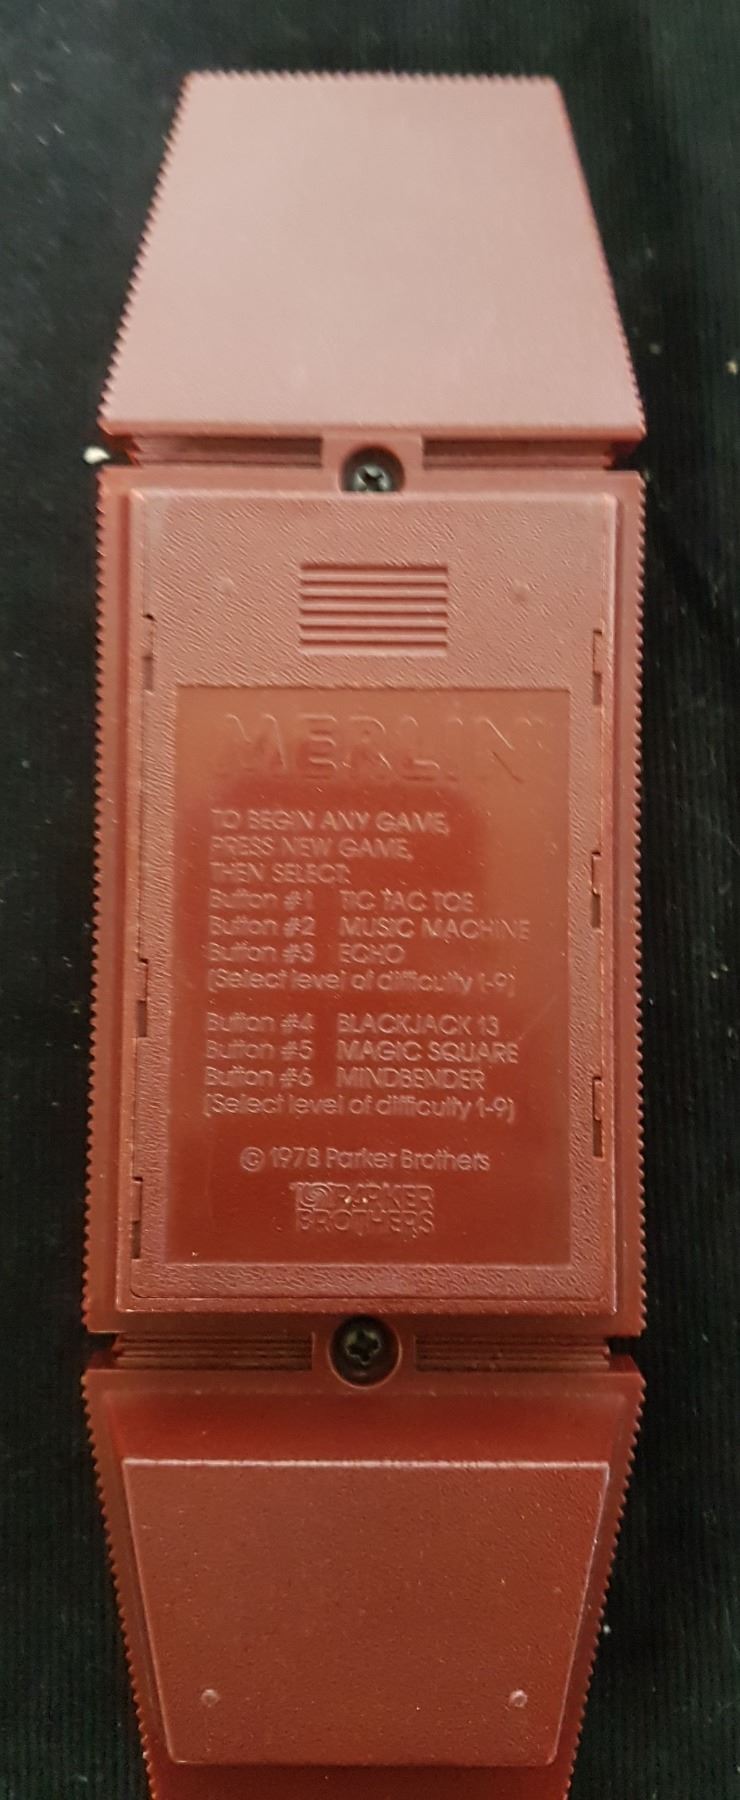 MERLIN
TO BEGIN ANY GAME,
PRESS NEW GAME,
THEN SELECT:
Button #1 TIC TAC TOE
Button #2 MUSIC MACHINE
Button #3 ECHO
(Select level of difficulty 1-9)
Button #4 BLACKJACK 13
Button #5 MAGIC SQUARE
Button #6 MINDBENDER
(Select level of difficulty 1-9)
© 1978 Parker Brothers
PARKER
BROTHERS